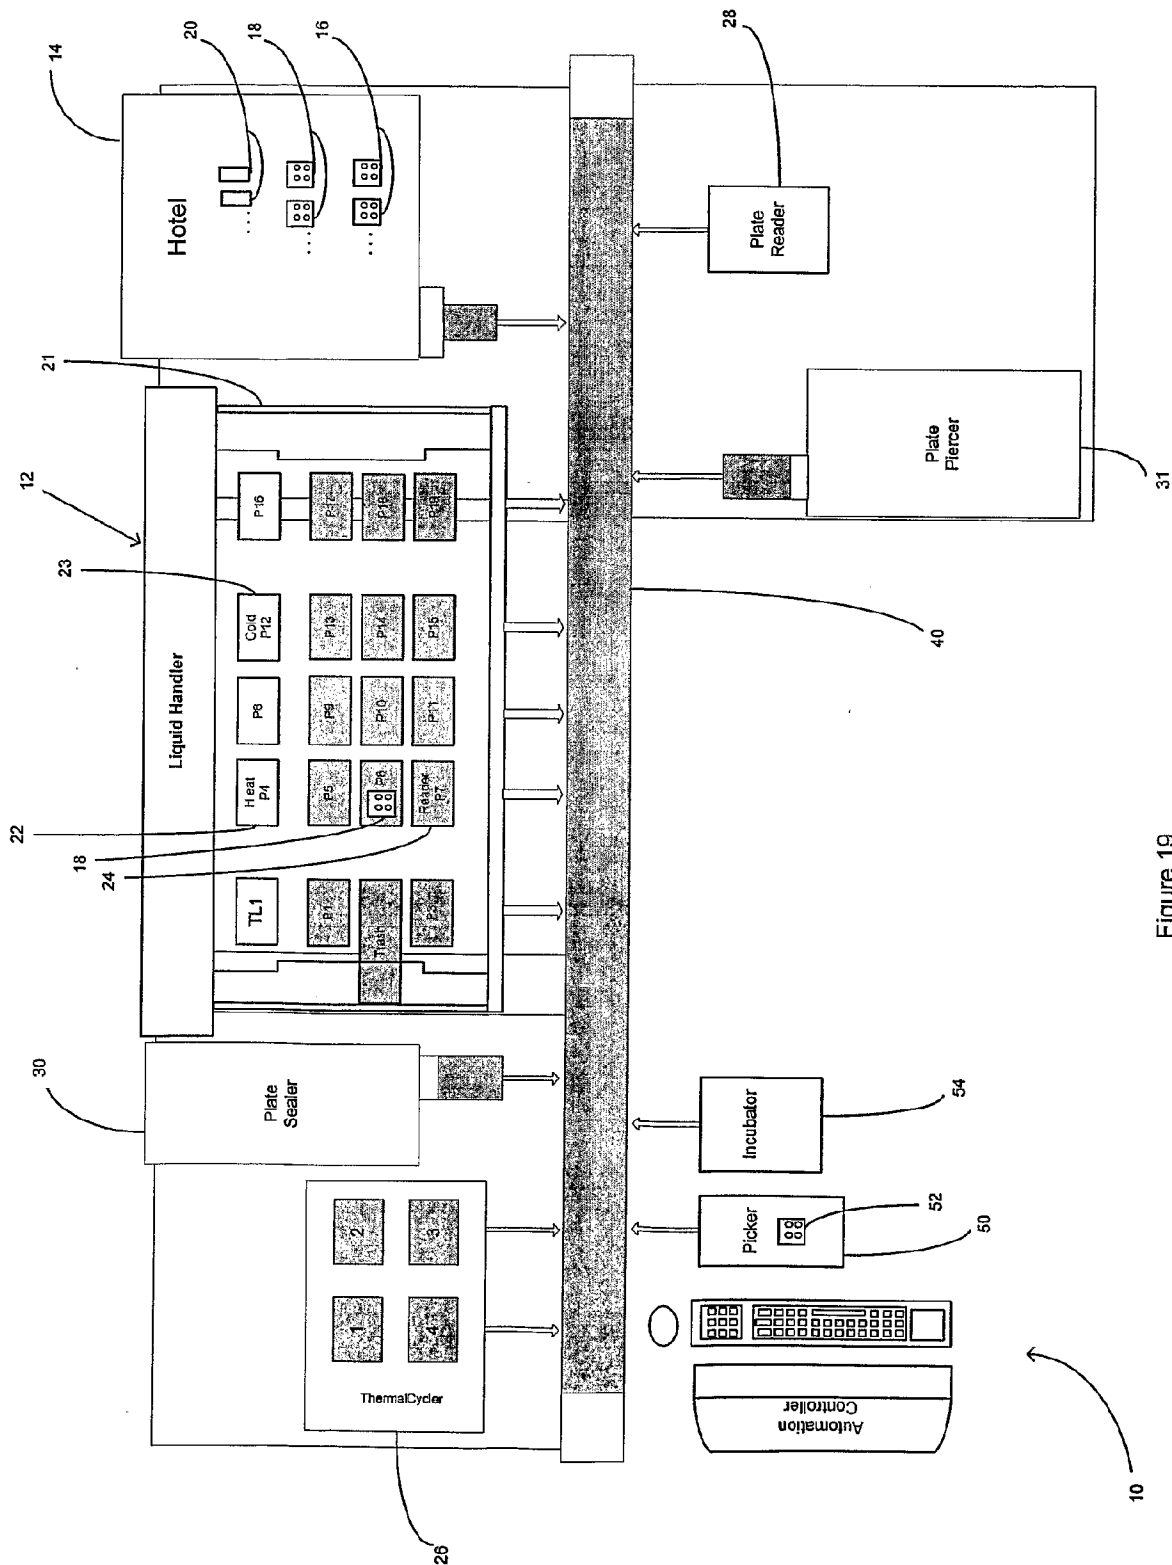 14
20
18
16
28
Hotel
. . .
. . .
. . .
Plate
Reader
21
12
Liquid Handler
23
22
18
24
TL1
Heat
P4
P8
Cold
P12
P16
P1
P5
P9
P13
P17
Trash
P6
P10
P14
P18
P3
Reader
P7
P11
P15
P19
Plate
Piercer
31
40
30
Plate
Sealer
1
2
4
3
ThermalCycler
26
Incubator
54
Picker
52
50
Automation
Controller
10
Figure 19